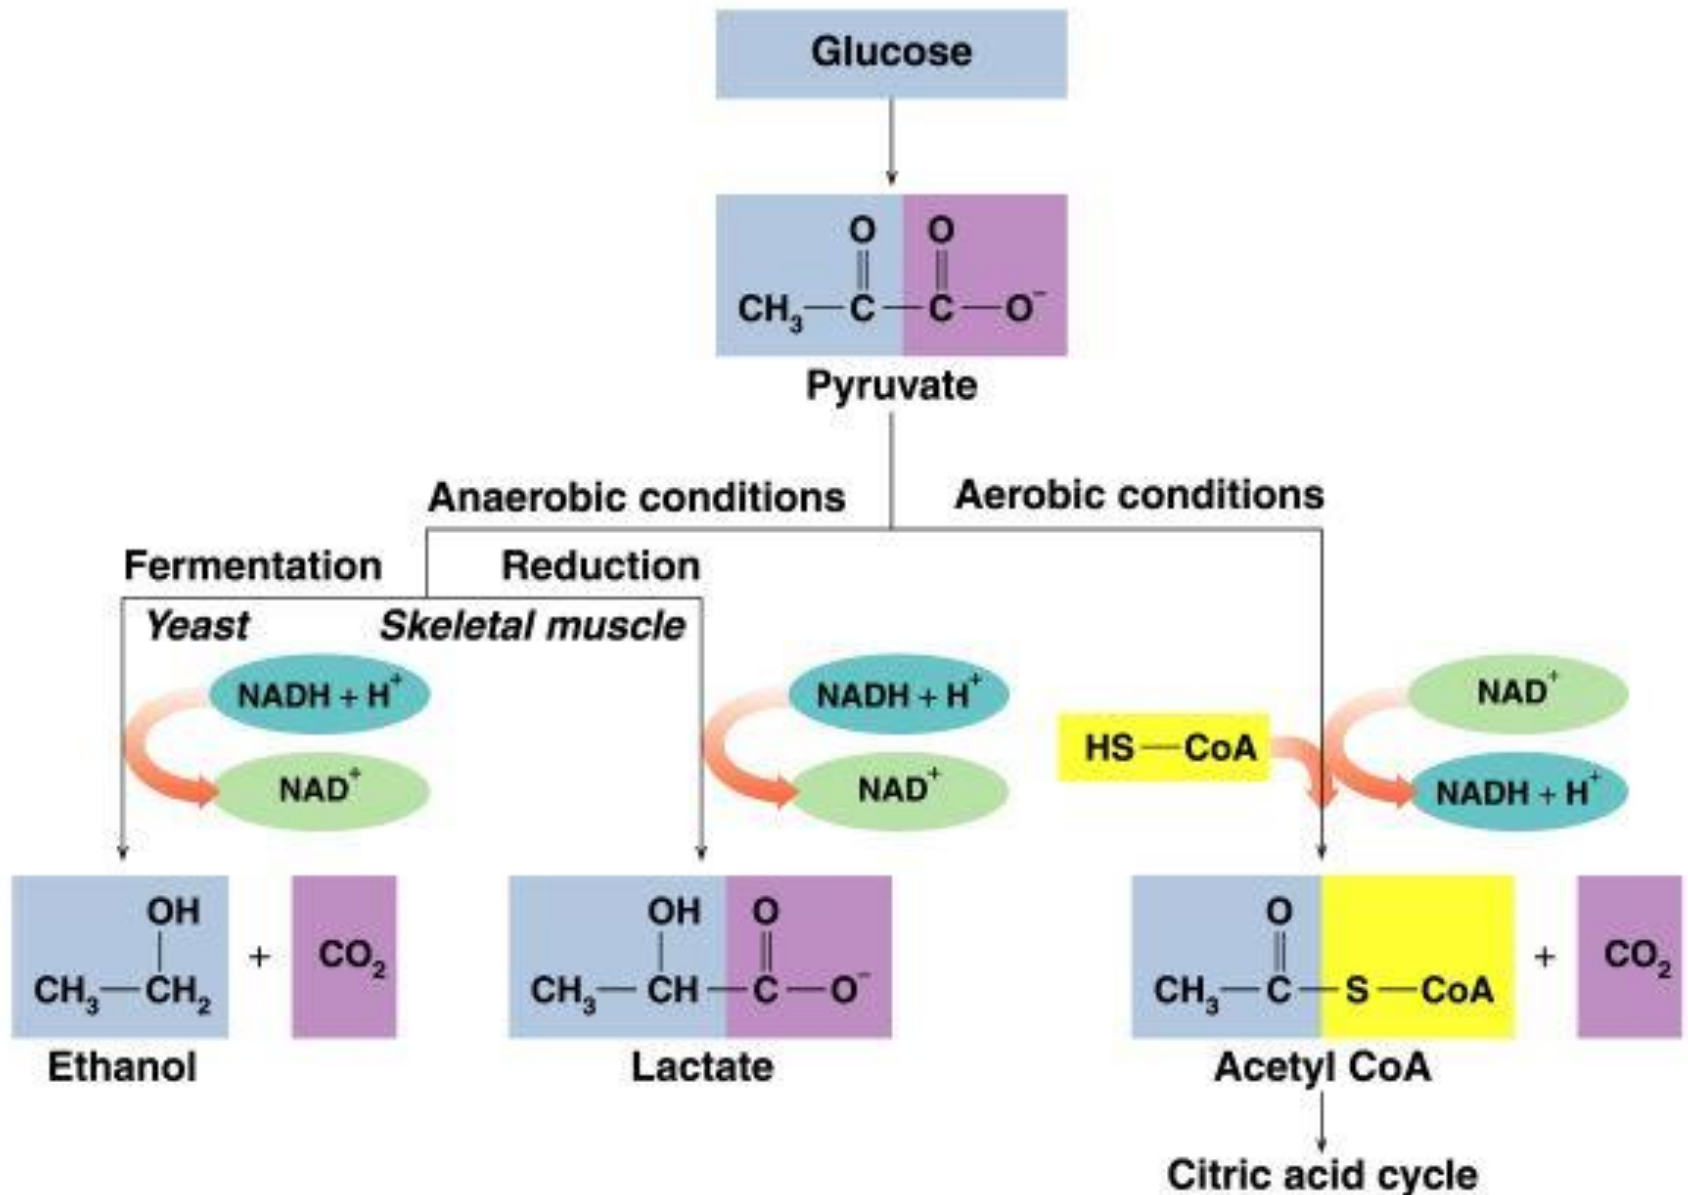 Glucose
O O
CH₃—C—C—O⁻
Pyruvate
Anaerobic conditions Aerobic conditions
Fermentation Reduction
Yeast Skeletal muscle
NADH + H⁺ NADH + H⁺ NAD⁺
HS—CoA
NAD⁺ NAD⁺ NADH + H⁺
OH OH O O
+ CO₂ + CO₂
CH₃—CH₂ CH₃—CH—C—O⁻ CH₃—C—S—CoA
Ethanol Lactate Acetyl CoA
Citric acid cycle